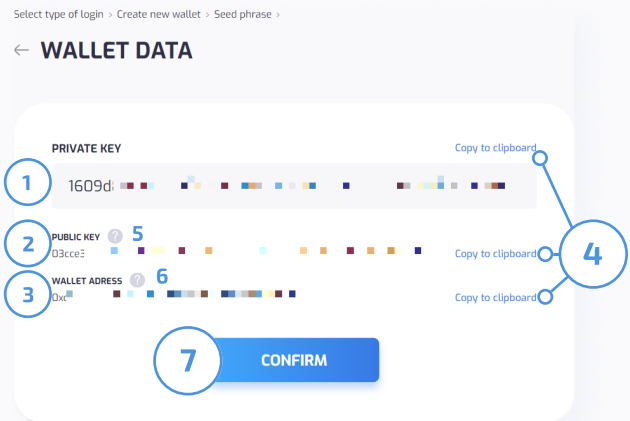 Select type of login > Create new wallet > Seed phrase >
← WALLET DATA
PRIVATE KEY
Copy to clipboard
1
1609d
2
PUBLIC KEY ? 5
03cce
Copy to clipboard
4
3
WALLET ADRESS ? 6
0x
Copy to clipboard
7
CONFIRM